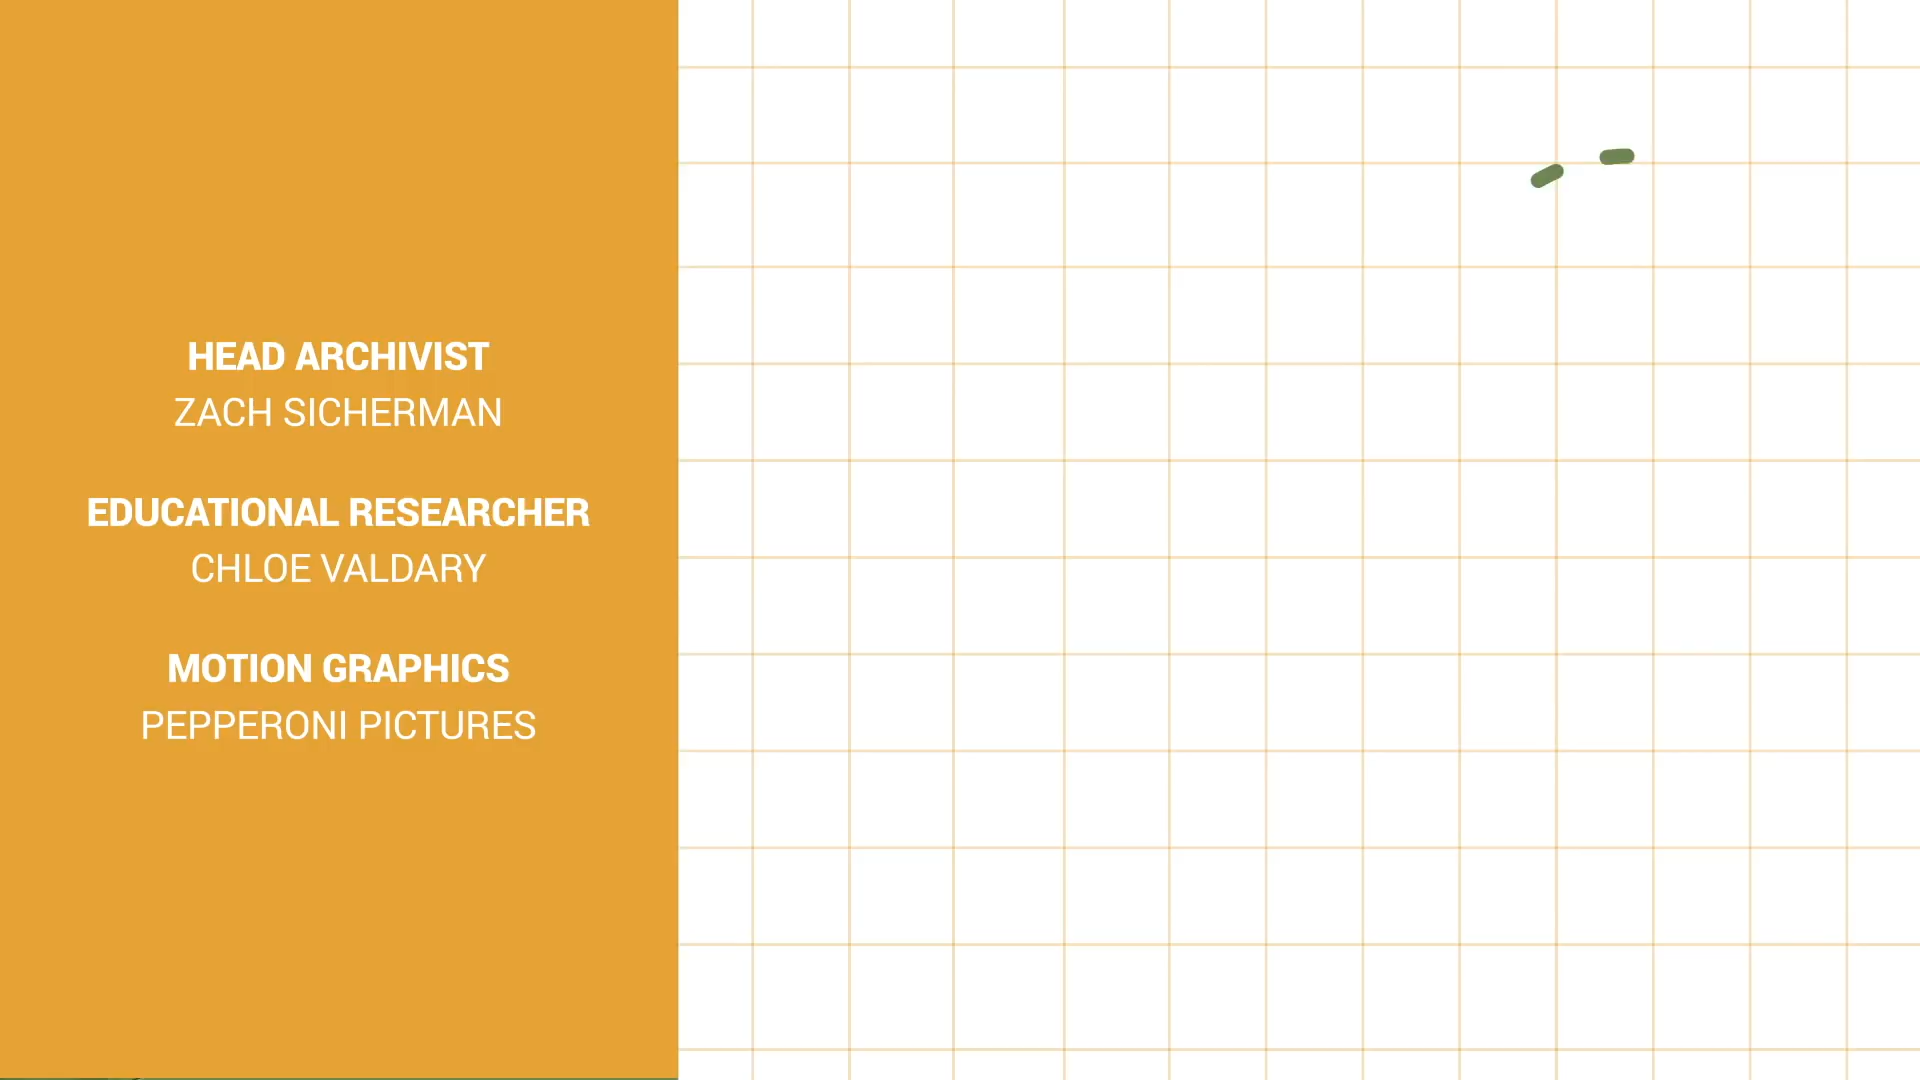 HEAD ARCHIVIST
ZACH SICHERMAN
EDUCATIONAL RESEARCHER
CHLOE VALDARY
MOTION GRAPHICS
PEPPERONI PICTURES